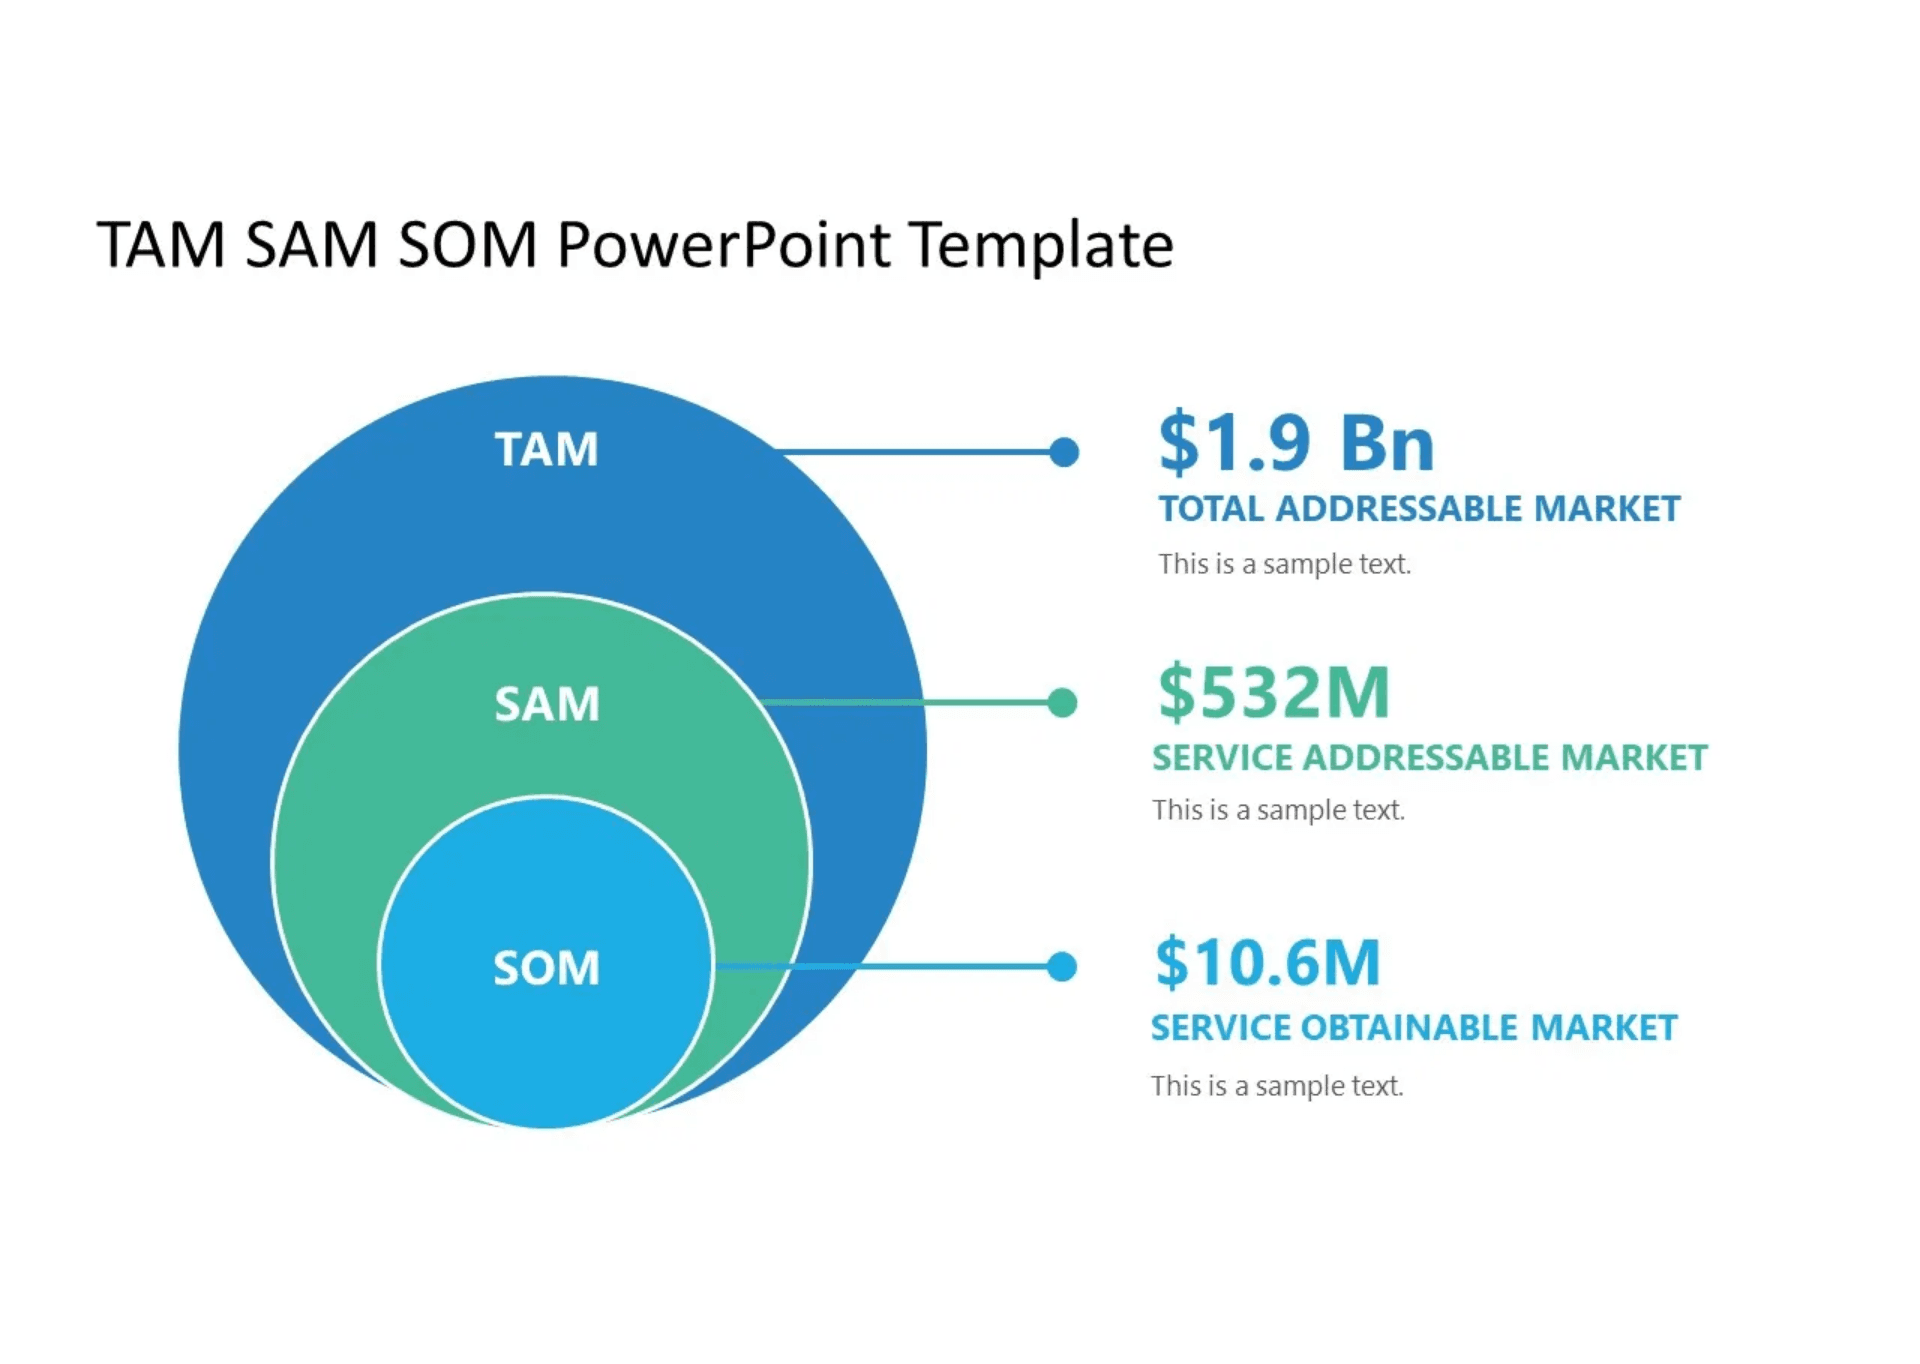 TAM SAM SOM PowerPoint Template
TAM
$1.9 Bn
TOTAL ADDRESSABLE MARKET
This is a sample text.
SAM
$532M
SERVICE ADDRESSABLE MARKET
This is a sample text.
SOM
$10.6M
SERVICE OBTAINABLE MARKET
This is a sample text.